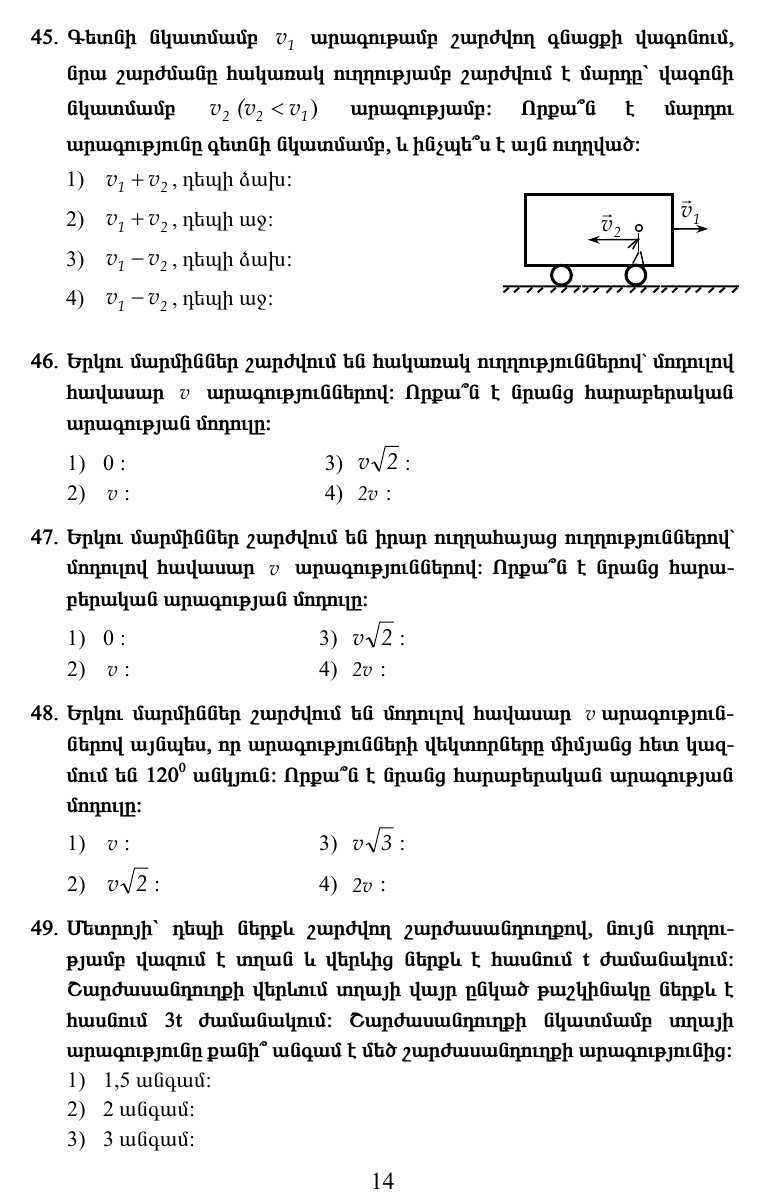 45. Գետնի նկատմամբ v₁ արագութամբ շարժվող գնացքի վագոնում,
նրա շարժմանը հակառակ ուղղությամբ շարժվում է մարդը՝ վագոնի
նկատմամբ v₂ (v₂ < v₁) արագությամբ: Որքա՞ն է մարդու
արագությունը գետնի նկատմամբ, և ինչպե՞ս է այն ուղղված:
1) v₁ + v₂ , դեպի ձախ:
2) v₁ + v₂ , դեպի աջ:
3) v₁ − v₂ , դեպի ձախ:
4) v₁ − v₂ , դեպի աջ:
v⃗₂ v⃗₁
46. Երկու մարմիններ շարժվում են հակառակ ուղղություններով՝ մոդուլով
հավասար v արագություններով: Որքա՞ն է նրանց հարաբերական
արագության մոդուլը:
1) 0 : 3) v√2 :
2) v : 4) 2v :
47. Երկու մարմիններ շարժվում են իրար ուղղահայաց ուղղություններով՝
մոդուլով հավասար v արագություններով: Որքա՞ն է նրանց հարա-
բերական արագության մոդուլը:
1) 0 : 3) v√2 :
2) v : 4) 2v :
48. Երկու մարմիններ շարժվում են մոդուլով հավասար v արագություն-
ներով այնպես, որ արագությունների վեկտորները միմյանց հետ կազ-
մում են 120⁰ անկյուն: Որքա՞ն է նրանց հարաբերական արագության
մոդուլը:
1) v : 3) v√3 :
2) v√2 : 4) 2v :
49. Մետրոյի՝ դեպի ներքև շարժվող շարժասանդուղքով, նույն ուղղու-
թյամբ վազում է տղան և վերևից ներքև է հասնում t ժամանակում:
Շարժասանդուղքի վերևում տղայի վայր ընկած թաշկինակը ներքև է
հասնում 3t ժամանակում: Շարժասանդուղքի նկատմամբ տղայի
արագությունը քանի՞ անգամ է մեծ շարժասանդուղքի արագությունից:
1) 1,5 անգամ:
2) 2 անգամ:
3) 3 անգամ:
14